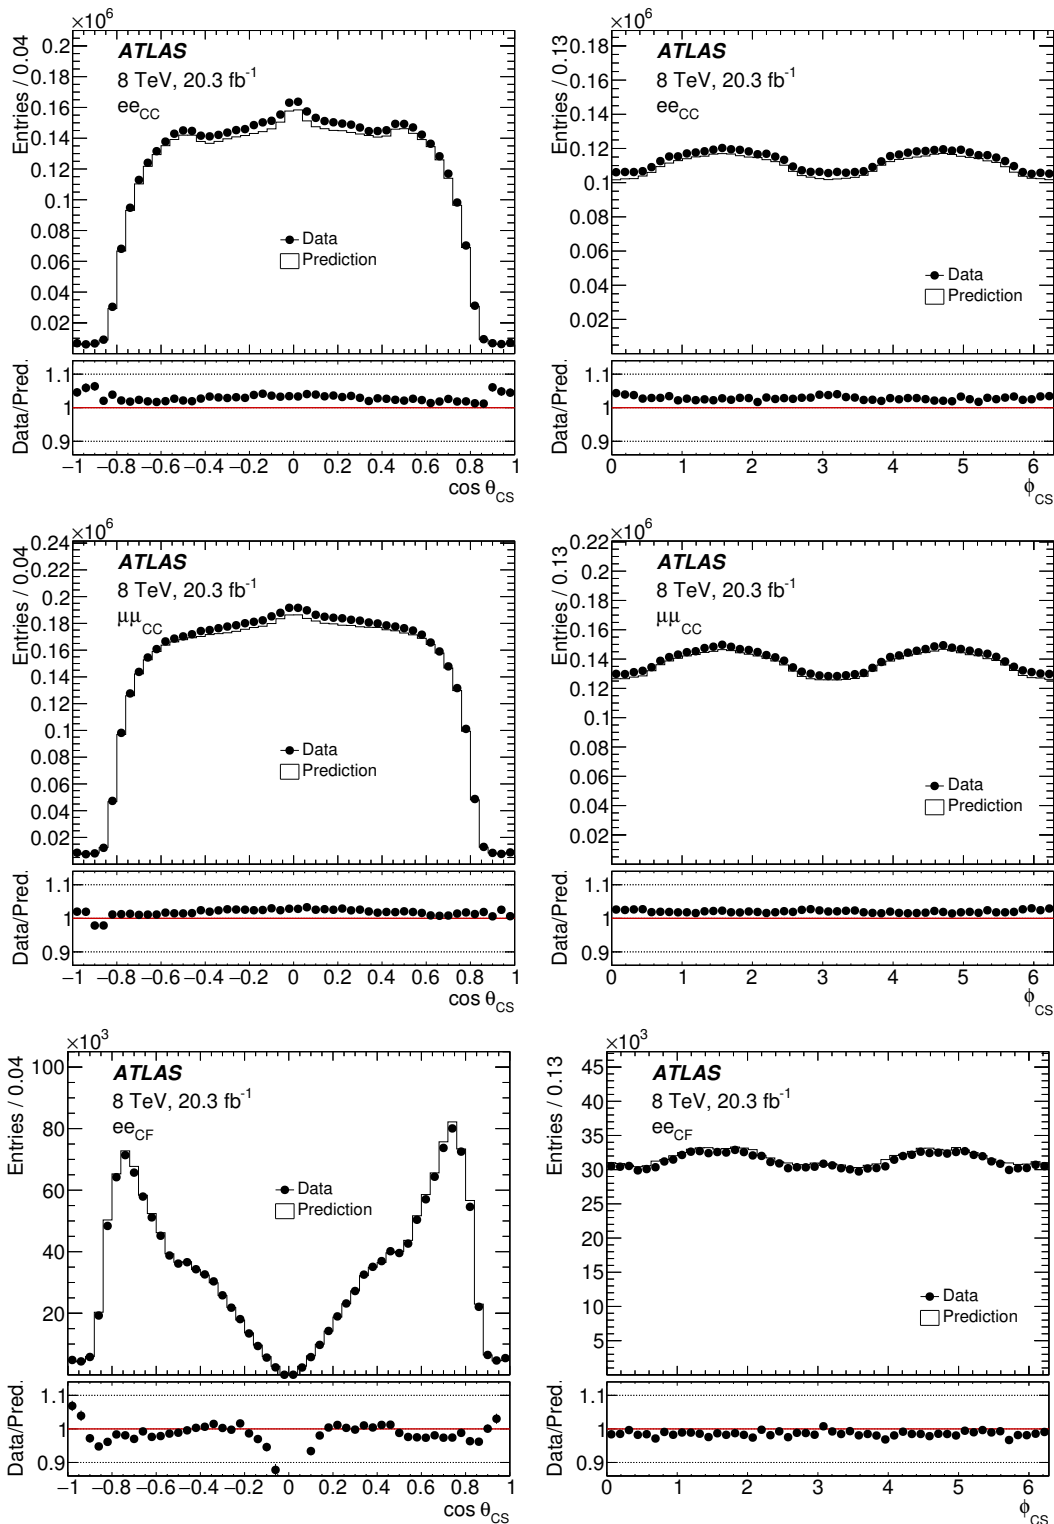 ×10⁶
Entries / 0.04
0.2
0.18
0.16
0.14
0.12
0.1
0.08
0.06
0.04
0.02
ATLAS
8 TeV, 20.3 fb⁻¹
ee_CC
Data
Prediction
Data/Pred.
1.1
1
0.9
−1 −0.8 −0.6 −0.4 −0.2 0 0.2 0.4 0.6 0.8 1
cos θ_CS
×10⁶
Entries / 0.13
0.18
0.16
0.14
0.12
0.1
0.08
0.06
0.04
0.02
ATLAS
8 TeV, 20.3 fb⁻¹
ee_CC
Data
Prediction
Data/Pred.
1.1
1
0.9
0 1 2 3 4 5 6
ϕ_CS
×10⁶
Entries / 0.04
0.24
0.22
0.2
0.18
0.16
0.14
0.12
0.1
0.08
0.06
0.04
0.02
ATLAS
8 TeV, 20.3 fb⁻¹
μμ_CC
Data
Prediction
Data/Pred.
1.1
1
0.9
−1 −0.8 −0.6 −0.4 −0.2 0 0.2 0.4 0.6 0.8 1
cos θ_CS
×10⁶
Entries / 0.13
0.22
0.2
0.18
0.16
0.14
0.12
0.1
0.08
0.06
0.04
0.02
ATLAS
8 TeV, 20.3 fb⁻¹
μμ_CC
Data
Prediction
Data/Pred.
1.1
1
0.9
0 1 2 3 4 5 6
ϕ_CS
×10³
Entries / 0.04
100
80
60
40
20
ATLAS
8 TeV, 20.3 fb⁻¹
ee_CF
Data
Prediction
Data/Pred.
1.1
1
0.9
−1 −0.8 −0.6 −0.4 −0.2 0 0.2 0.4 0.6 0.8 1
cos θ_CS
×10³
Entries / 0.13
45
40
35
30
25
20
15
10
5
ATLAS
8 TeV, 20.3 fb⁻¹
ee_CF
Data
Prediction
Data/Pred.
1.1
1
0.9
0 1 2 3 4 5 6
ϕ_CS